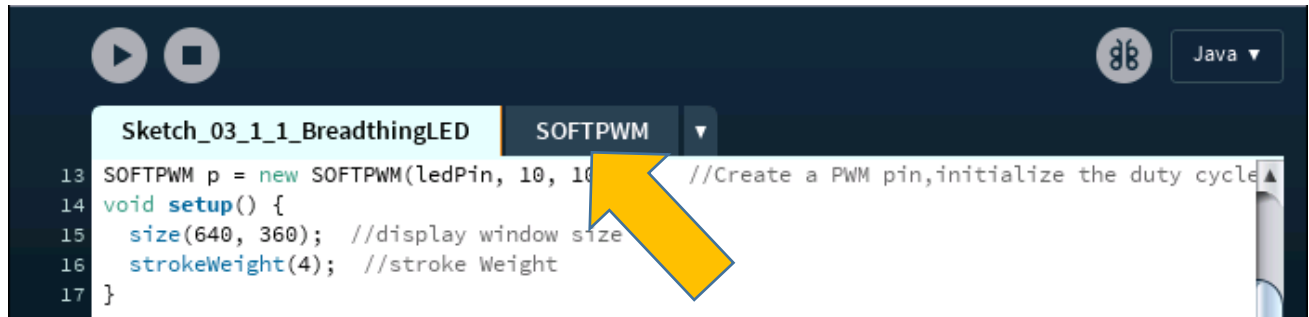 Java ▼
Sketch_03_1_1_BreadthingLED SOFTPWM ▼
13 SOFTPWM p = new SOFTPWM(ledPin, 10, 10 //Create a PWM pin,initialize the duty cycle
14 void setup() {
15 size(640, 360); //display window size
16 strokeWeight(4); //stroke Weight
17 }